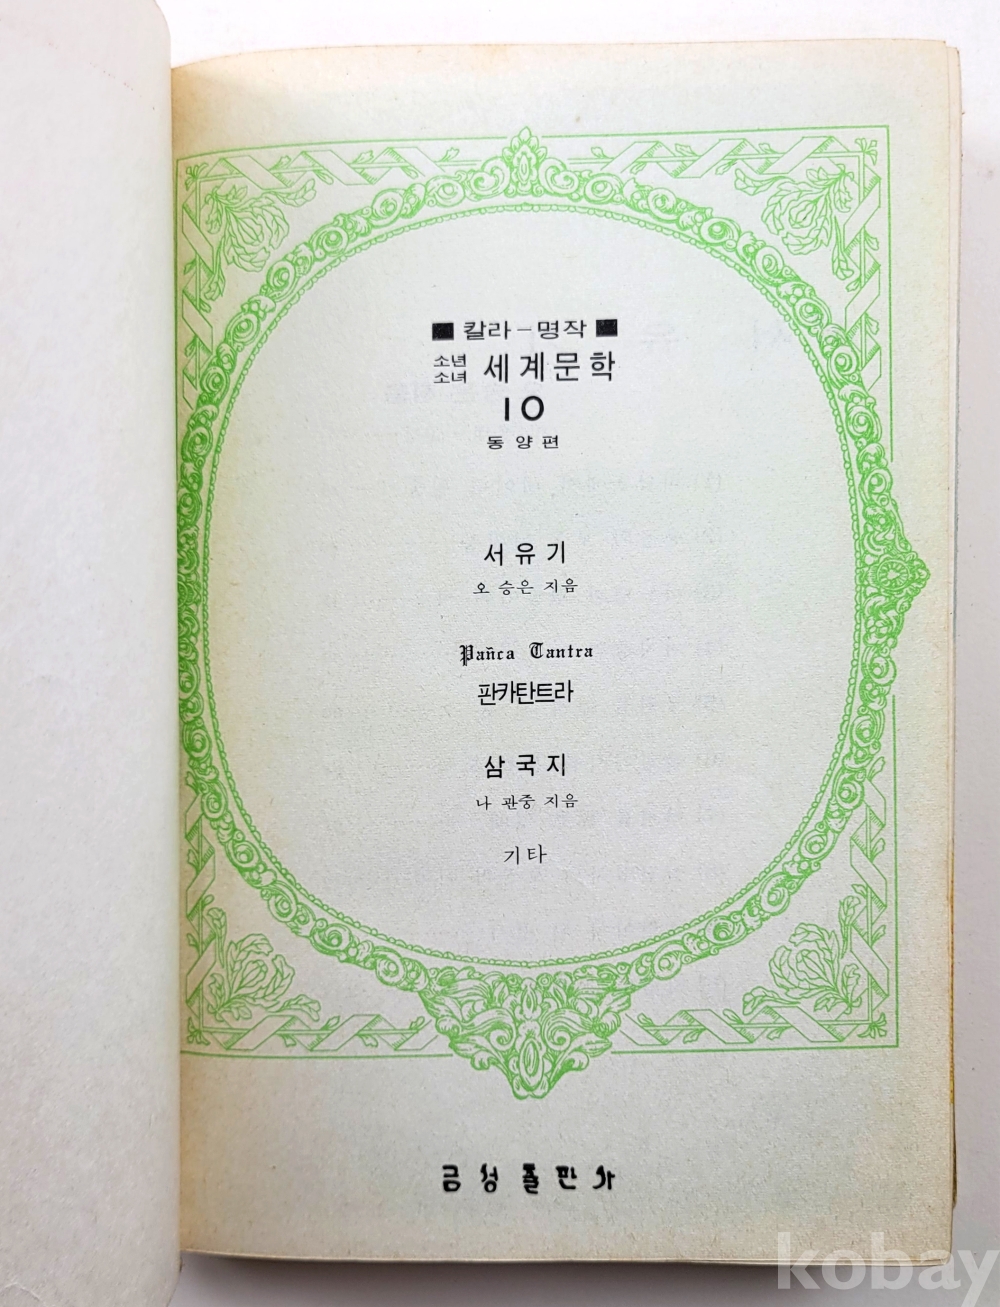 ■ 칼라－명작 ■
소년
소녀 세계문학
10
동양편
서유기
오 승은 지음
Pañca Tantra
판카탄트라
삼국지
나 관중 지음
기타
금성출판사
kobay